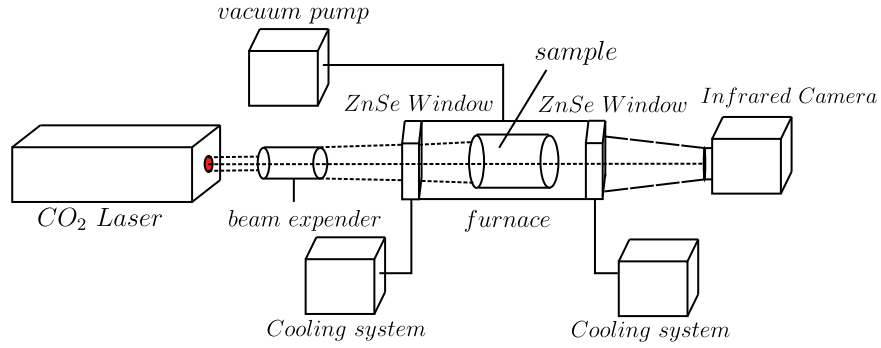 vacuum pump
sample
ZnSe Window
ZnSe Window
Infrared Camera
CO₂ Laser
beam expender
furnace
Cooling system
Cooling system